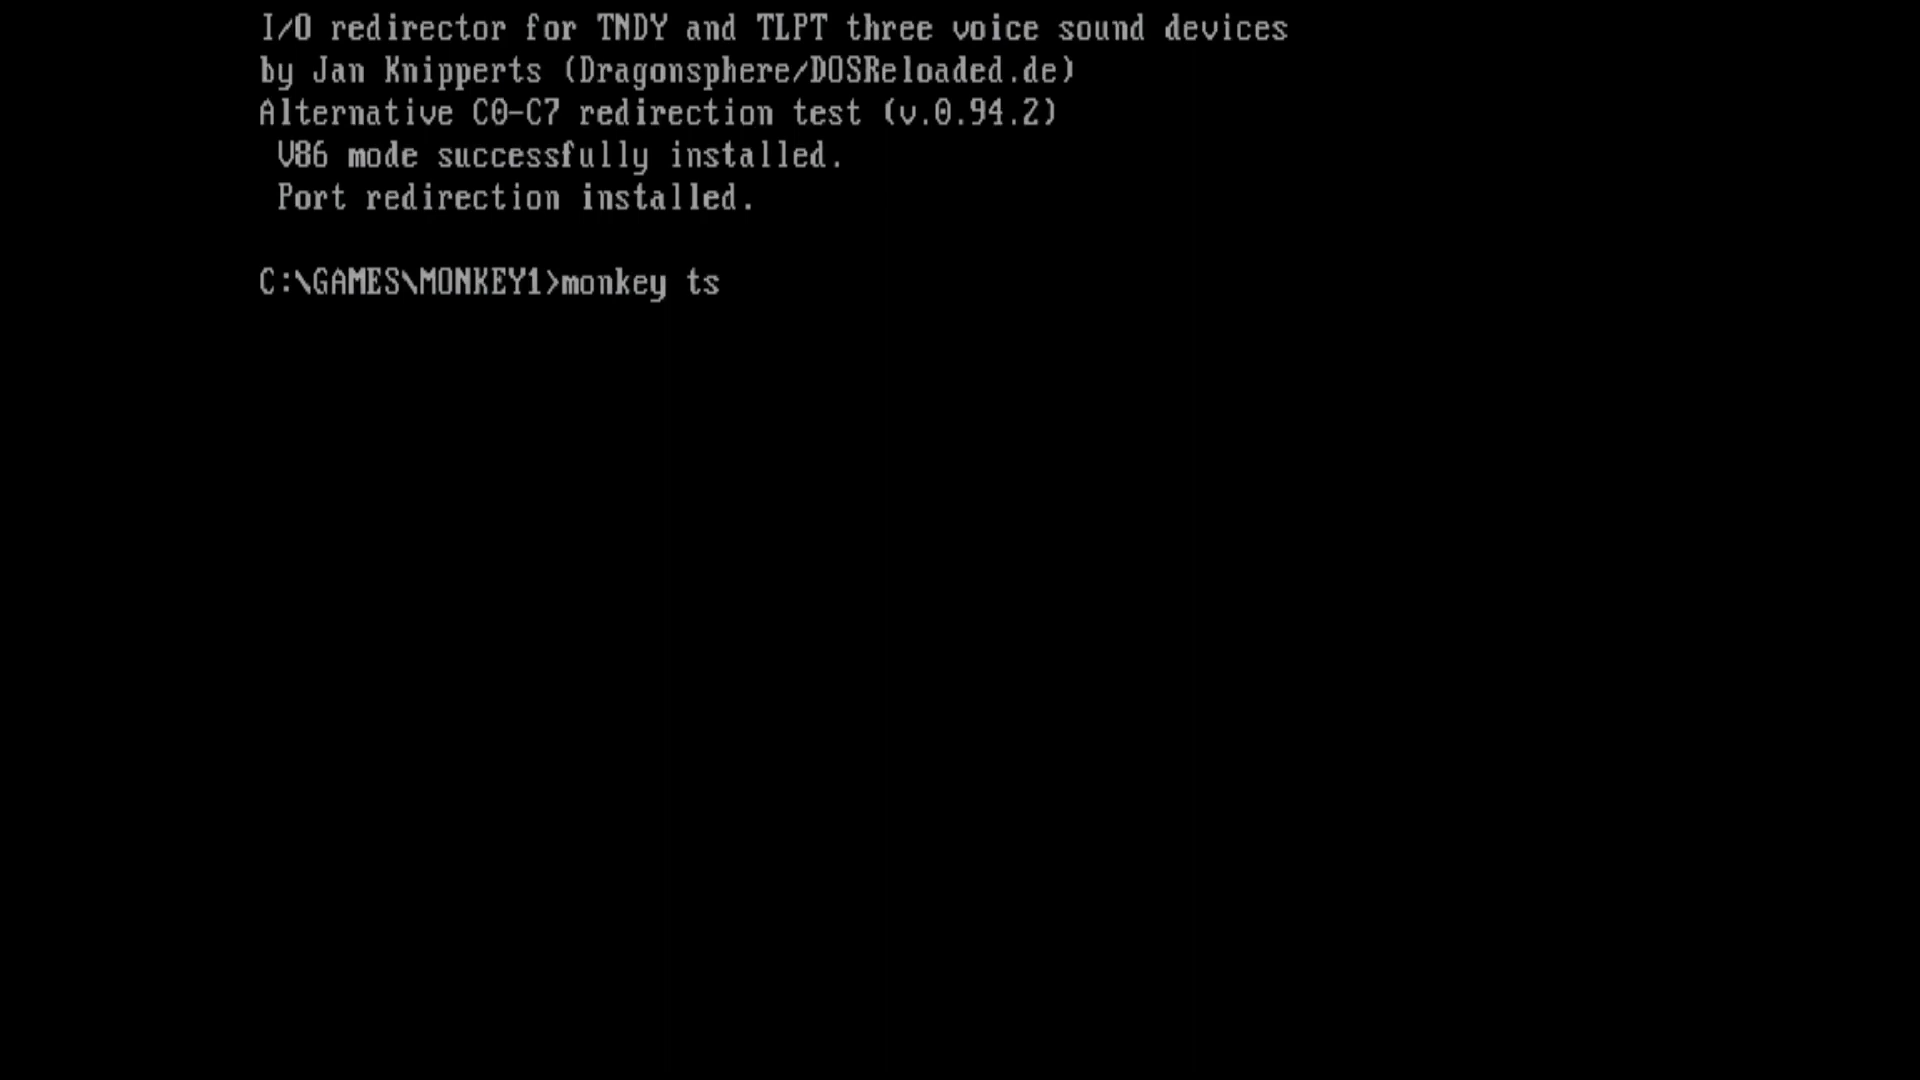 I/O redirector for TNDY and TLPT three voice sound devices
by Jan Knipperts (Dragonsphere/DOSReloaded.de)
Alternative C0-C7 redirection test (v.0.94.2)
V86 mode successfully installed.
Port redirection installed.
C:\GAMES\MONKEY1>monkey ts